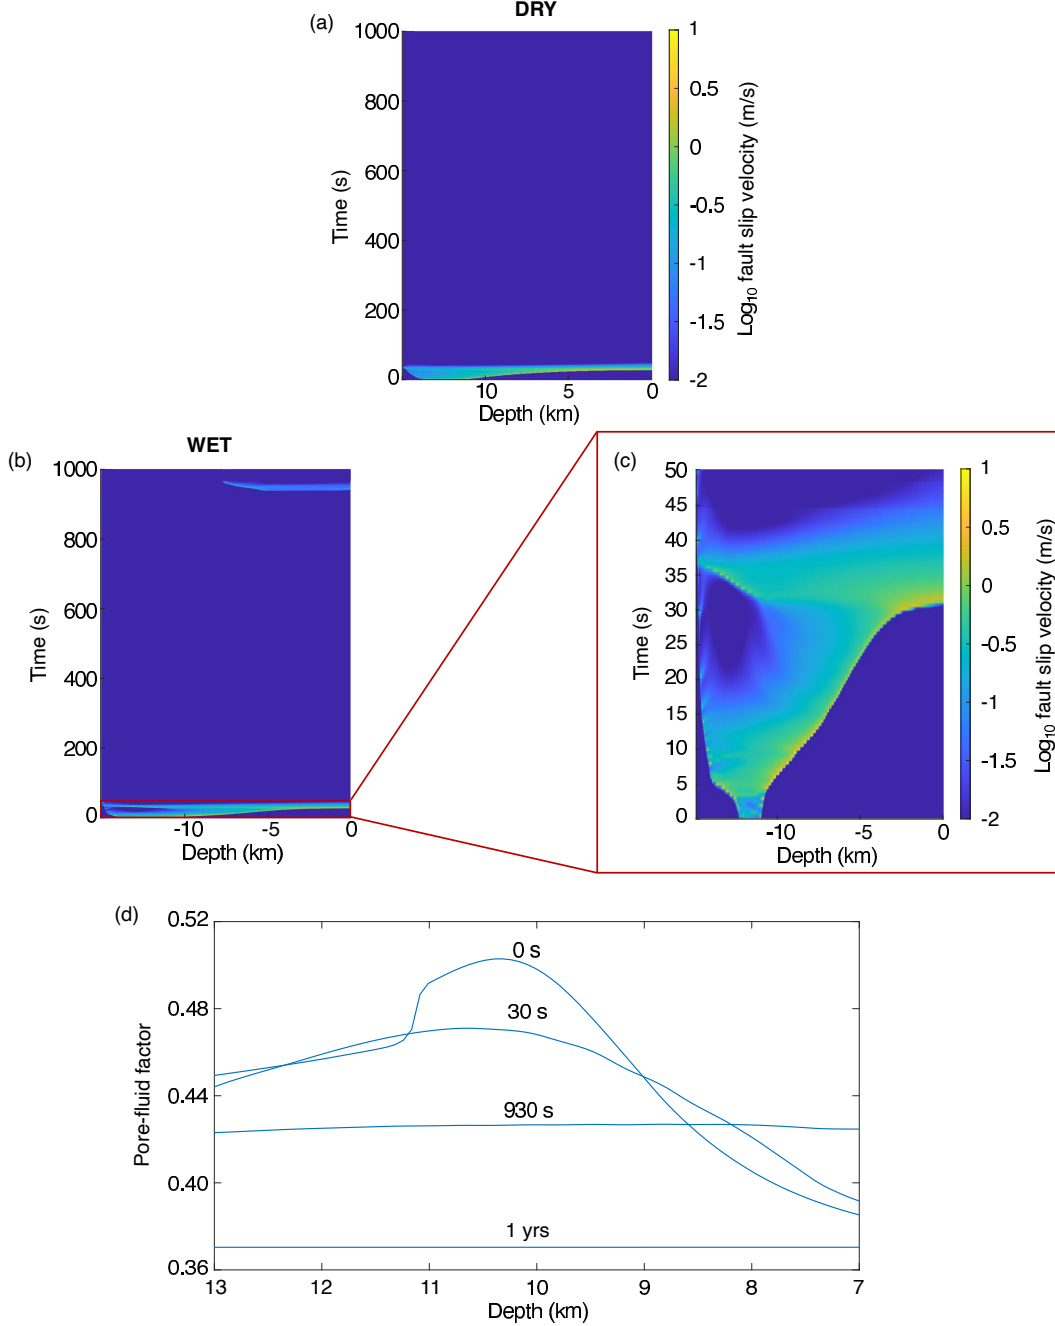 DRY
(a)
1000
800
600
400
200
0
Time (s)
10
5
0
Depth (km)
1
0.5
0
-0.5
-1
-1.5
-2
Log10 fault slip velocity (m/s)
WET
(b)
1000
800
600
400
200
0
Time (s)
-10
-5
0
Depth (km)
(c)
50
45
40
35
30
25
20
15
10
5
0
Time (s)
-10
-5
0
Depth (km)
1
0.5
0
-0.5
-1
-1.5
-2
Log10 fault slip velocity (m/s)
(d)
0.52
0.48
0.44
0.40
0.36
Pore-fluid factor
0 s
30 s
930 s
1 yrs
13
12
11
10
9
8
7
Depth (km)